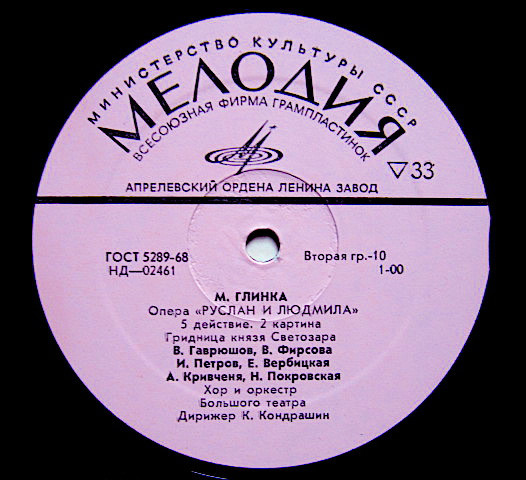 МИНИСТЕРСТВО КУЛЬТУРЫ СССР
МЕЛОДИЯ
ВСЕСОЮЗНАЯ ФИРМА ГРАМПЛАСТИНОК
33
АПРЕЛЕВСКИЙ ОРДЕНА ЛЕНИНА ЗАВОД
ГОСТ 5289-68 Вторая гр.-10
НД—02461 1-00
М. ГЛИНКА
Опера «РУСЛАН И ЛЮДМИЛА»
5 действие. 2 картина
Гридница князя Светозара
В. Гаврюшов, В. Фирсова
И. Петров, Е. Вербицкая
А. Кривченя, Н. Покровская
Хор и оркестр
Большого театра
Дирижер К. Кондрашин